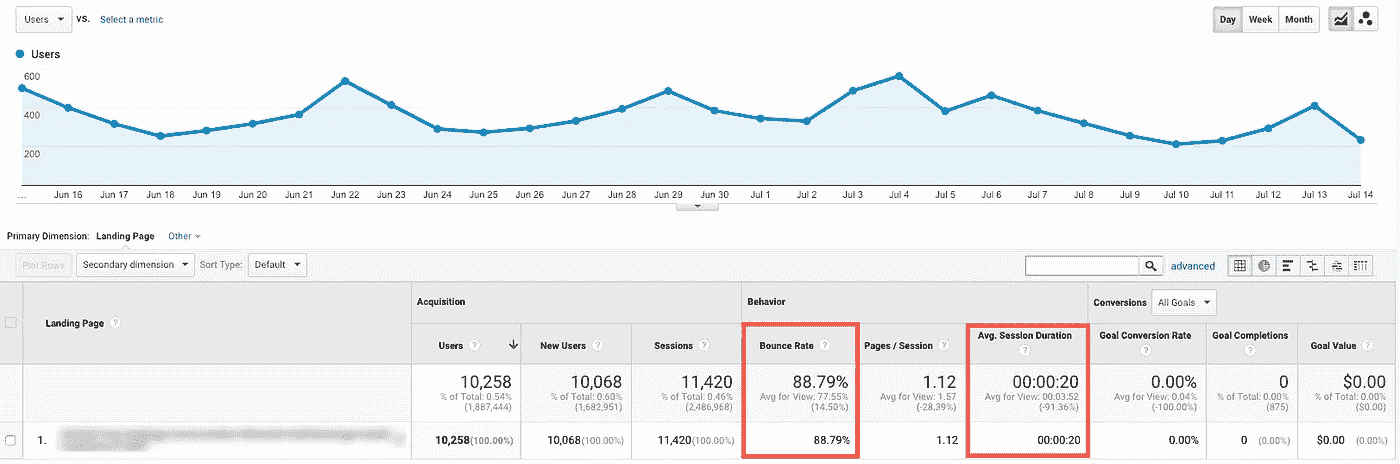 Users vs. Select a metric Day Week Month
Users
600
400
200
... Jun 16 Jun 17 Jun 18 Jun 19 Jun 20 Jun 21 Jun 22 Jun 23 Jun 24 Jun 25 Jun 26 Jun 27 Jun 28 Jun 29 Jun 30 Jul 1 Jul 2 Jul 3 Jul 4 Jul 5 Jul 6 Jul 7 Jul 8 Jul 9 Jul 10 Jul 11 Jul 12 Jul 13 Jul 14
Primary Dimension: Landing Page Other
Plot Rows Secondary dimension Sort Type: Default advanced
Acquisition Behavior Conversions All Goals
Landing Page ? Users ? New Users ? Sessions ? Bounce Rate ? Pages / Session ? Avg. Session Duration ? Goal Conversion Rate ? Goal Completions ? Goal Value ?
10,258 10,068 11,420 88.79% 1.12 00:00:20 0.00% 0 $0.00
% of Total: 0.54% % of Total: 0.60% % of Total: 0.46% Avg for View: 77.55% Avg for View: 1.57 Avg for View: 00:03:52 Avg for View: 0.04% % of Total: 0.00% % of Total: 0.00%
(1,887,444) (1,682,951) (2,486,968) (14.50%) (-28.39%) (-91.36%) (-100.00%) (875) ($0.00)
1. 10,258(100.00%) 10,068(100.00%) 11,420(100.00%) 88.79% 1.12 00:00:20 0.00% 0 (0.00%) $0.00 (0.00%)